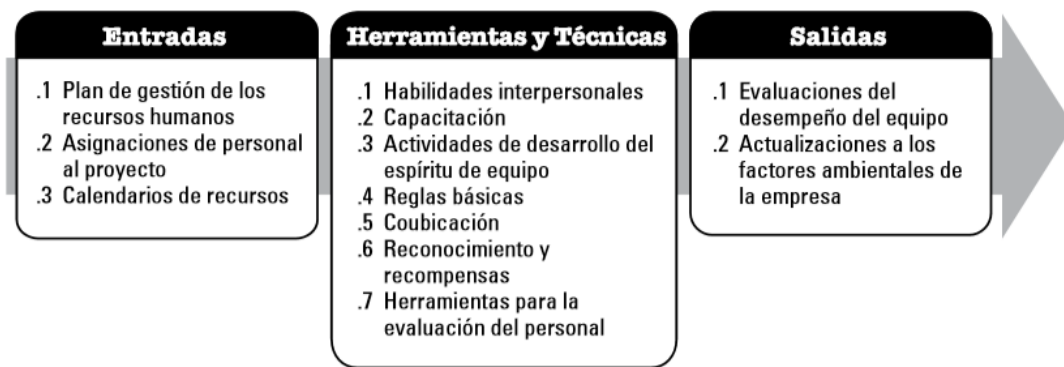 Entradas
.1 Plan de gestión de los
recursos humanos
.2 Asignaciones de personal
al proyecto
.3 Calendarios de recursos
Herramientas y Técnicas
.1 Habilidades interpersonales
.2 Capacitación
.3 Actividades de desarrollo del
espíritu de equipo
.4 Reglas básicas
.5 Coubicación
.6 Reconocimiento y
recompensas
.7 Herramientas para la
evaluación del personal
Salidas
.1 Evaluaciones del
desempeño del equipo
.2 Actualizaciones a los
factores ambientales de
la empresa